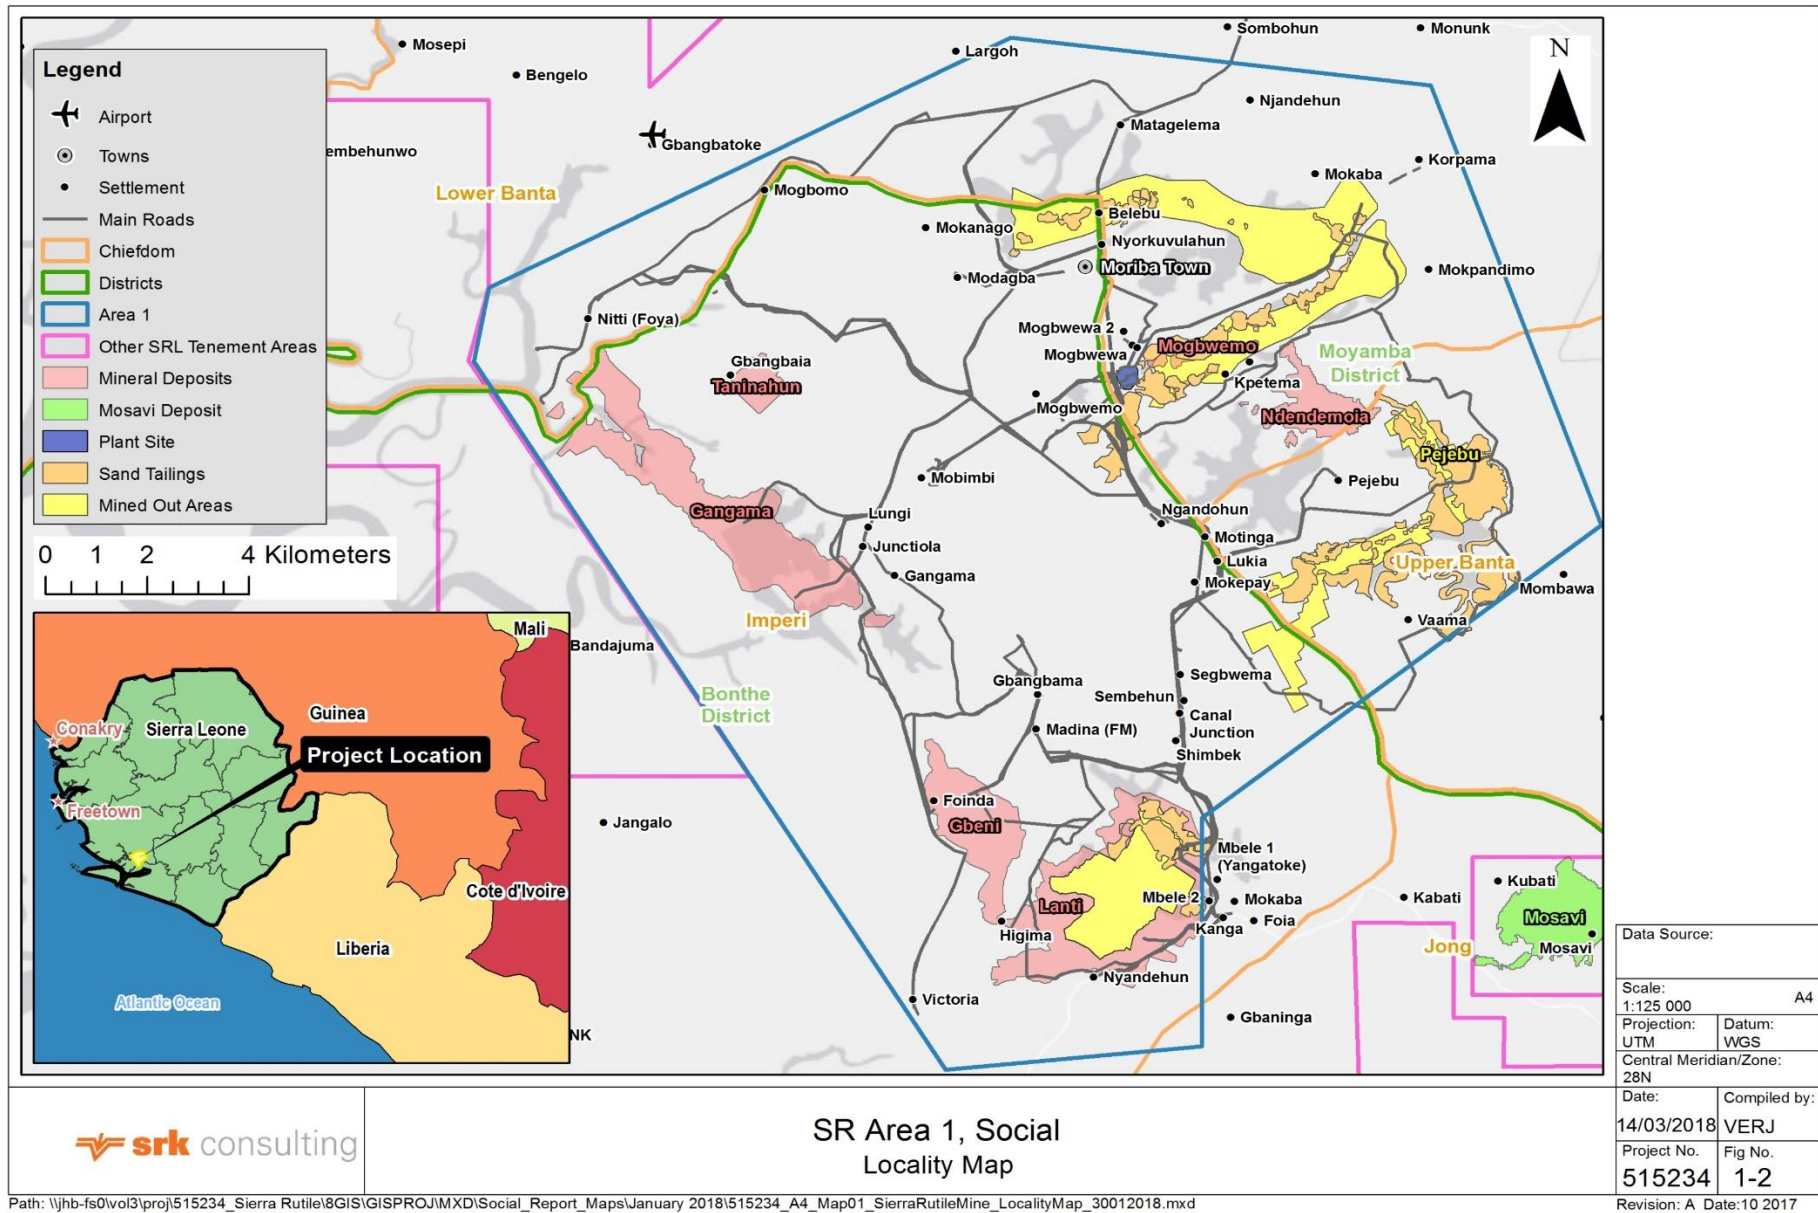 Legend
Airport
Towns
Settlement
Main Roads
Chiefdom
Districts
Area 1
Other SRL Tenement Areas
Mineral Deposits
Mosavi Deposit
Plant Site
Sand Tailings
Mined Out Areas
0 1 2 4 Kilometers
Mosepi
Bengelo
Largoh
Sombohun
Monunk
N
Njandehun
Matagelema
Gbangbatoke
embehunwo
Korpama
Mokaba
Lower Banta
Mogbomo
Belebu
Mokanago
Nyorkuvulahun
Moriba Town
Mokpandimo
Modagba
Nitti (Foya)
Mogbwewa 2
Mogbwewa
Mogbwemo
Moyamba
District
Gbangbaia
Taninahun
Kpetema
Mogbwemo
Ndendemoia
Pejebu
Mobimbi
Pejebu
Gangama
Lungi
Ngandohun
Junctiola
Motinga
Lukia
Upper Banta
Gangama
Mokepay
Mombawa
Imperi
Vaama
Bandajuma
Bonthe
District
Gbangbama
Segbwema
Sembehun
Canal
Junction
Madina (FM)
Shimbek
Foinda
Gbeni
Jangalo
Mbele 1
(Yangatoke)
Mbele 2
Mokaba
Kabati
Kubati
Lanti
Kanga
Foia
Mosavi
Higima
Jong
Mosavi
Nyandehun
Victoria
Gbaninga
NK
Mali
Guinea
Conakry
Sierra Leone
Project Location
Freetown
Cote d'Ivoire
Liberia
Atlantic Ocean
Data Source:
Scale:
1:125 000 A4
Projection: Datum:
UTM WGS
Central Meridian/Zone:
28N
Date: Compiled by:
14/03/2018 VERJ
Project No. Fig No.
515234 1-2
Revision: A Date:10 2017
srk consulting
SR Area 1, Social
Locality Map
Path: \\jhb-fs0\vol3\proj\515234_Sierra Rutile\8GIS\GISPROJ\MXD\Social_Report_Maps\January 2018\515234_A4_Map01_SierraRutileMine_LocalityMap_30012018.mxd